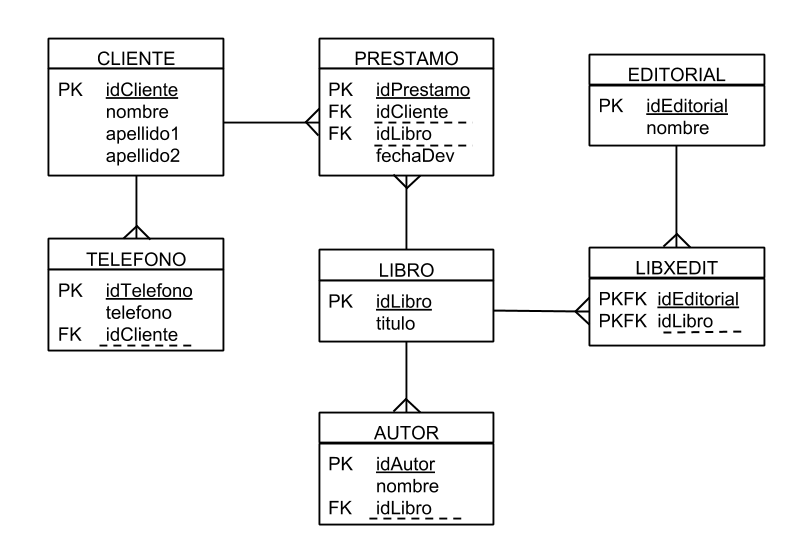 CLIENTE
PK idCliente
nombre
apellido1
apellido2
PRESTAMO
PK idPrestamo
FK idCliente
FK idLibro
fechaDev
EDITORIAL
PK idEditorial
nombre
TELEFONO
PK idTelefono
telefono
FK idCliente
LIBRO
PK idLibro
titulo
LIBXEDIT
PKFK idEditorial
PKFK idLibro
AUTOR
PK idAutor
nombre
FK idLibro